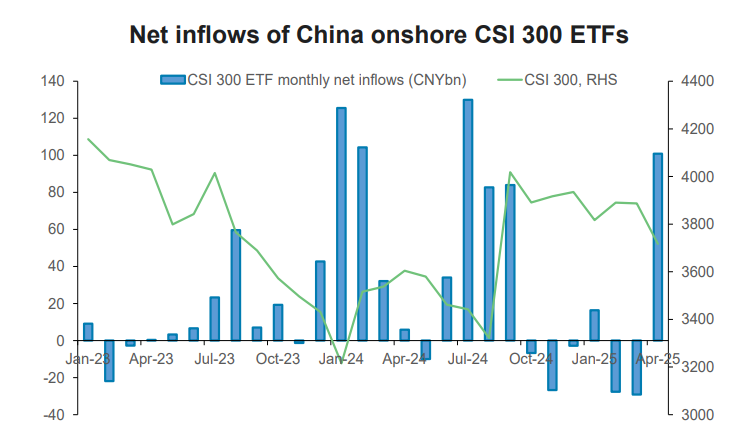 Net inflows of China onshore CSI 300 ETFs
CSI 300 ETF monthly net inflows (CNYbn)
CSI 300, RHS
140
120
100
80
60
40
20
0
-20
-40
4400
4200
4000
3800
3600
3400
3200
3000
Jan-23
Apr-23
Jul-23
Oct-23
Jan-24
Apr-24
Jul-24
Oct-24
Jan-25
Apr-25